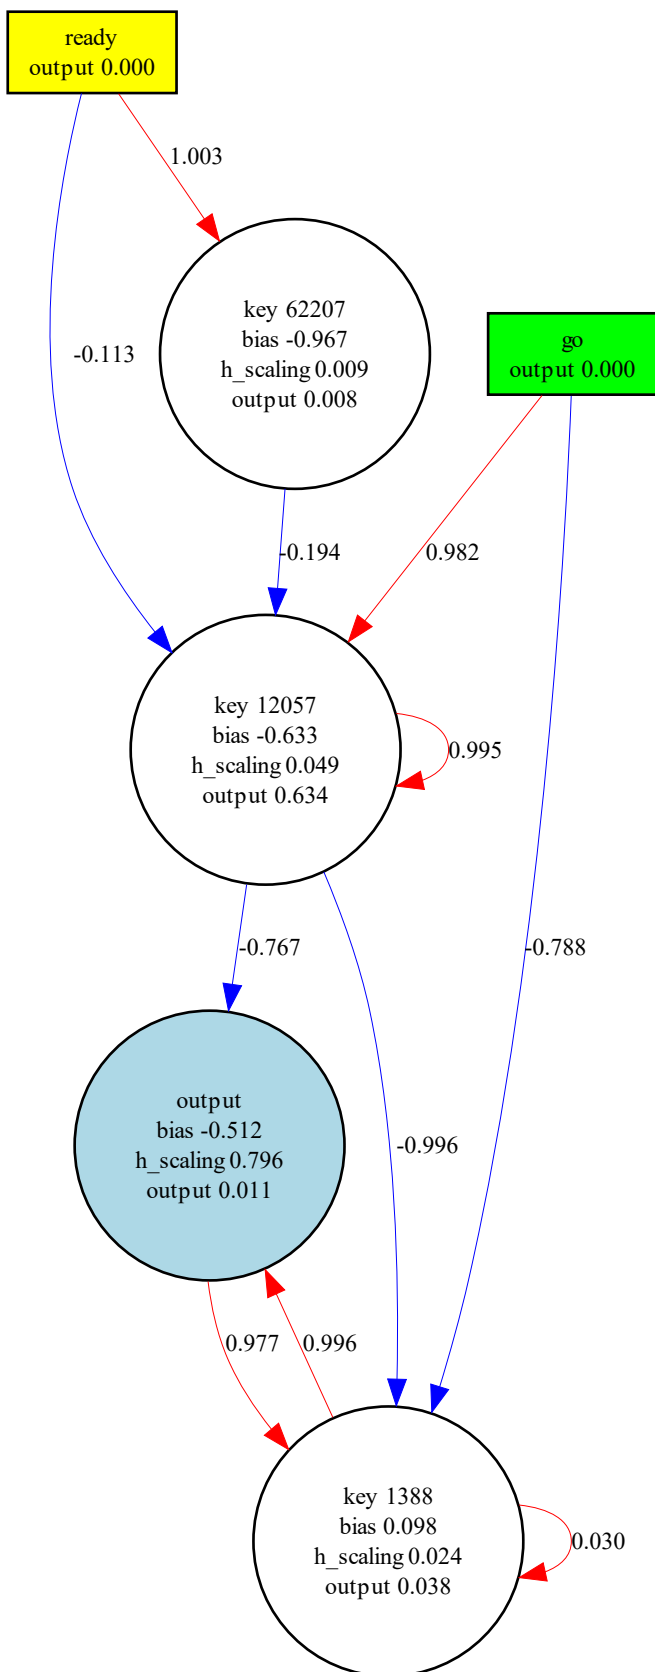 ready
output 0.000
1.003
key 62207
bias -0.967
h_scaling 0.009
output 0.008
go
output 0.000
-0.113
-0.194
0.982
key 12057
bias -0.633
h_scaling 0.049
output 0.634
0.995
-0.767
-0.788
output
bias -0.512
h_scaling 0.796
output 0.011
-0.996
0.977
0.996
key 1388
bias 0.098
h_scaling 0.024
output 0.038
0.030